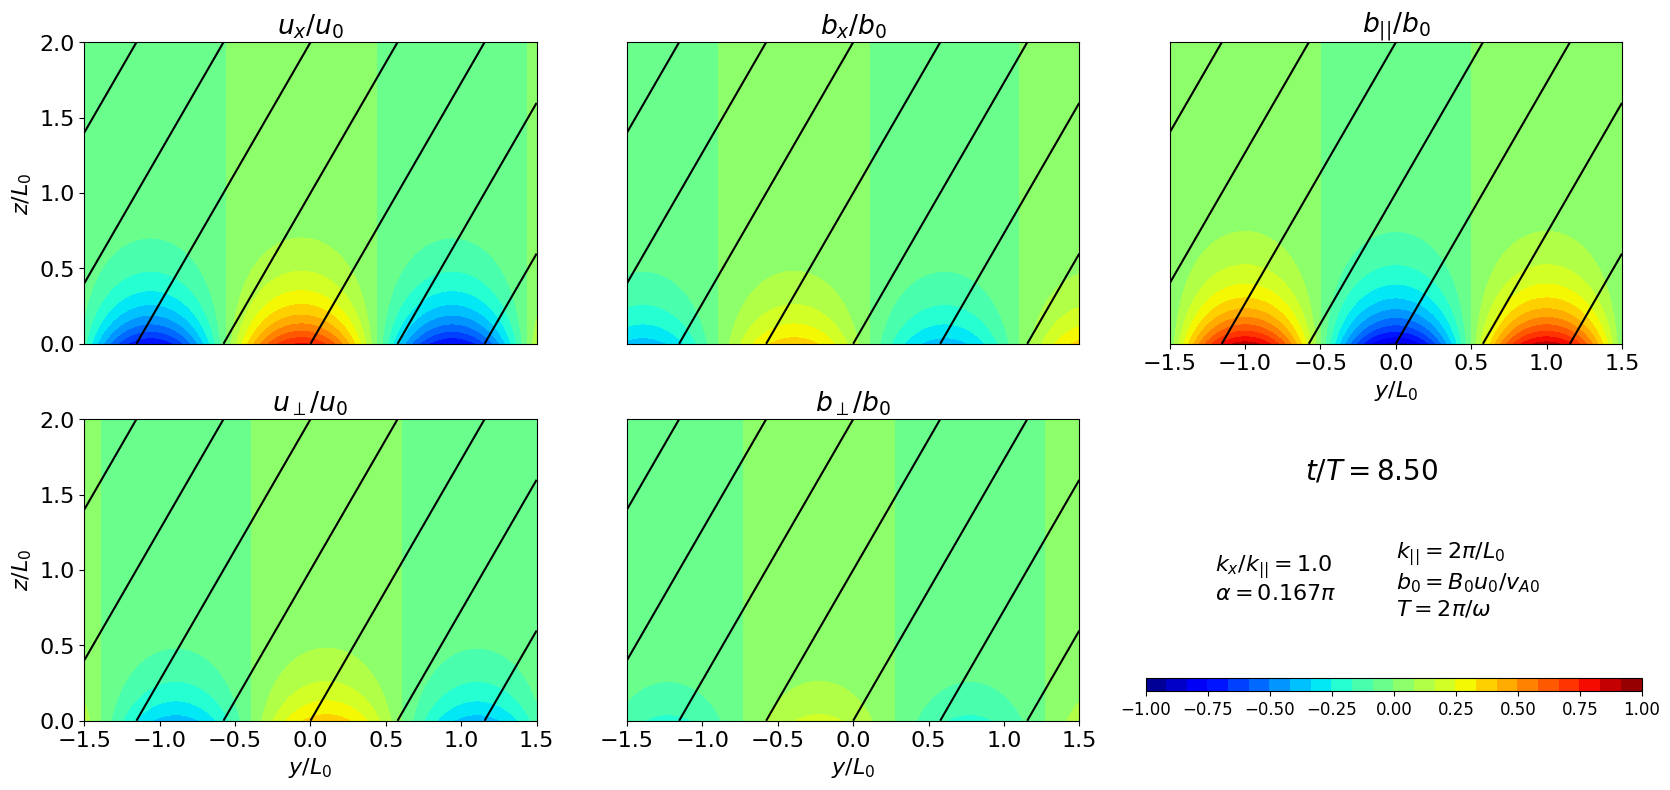 u_x/u_0
b_x/b_0
b_{||}/b_0
2.0
1.5
1.0
0.5
0.0
z/L_0
−1.5 −1.0 −0.5 0.0 0.5 1.0 1.5
y/L_0
u_⊥/u_0
b_⊥/b_0
2.0
1.5
1.0
0.5
0.0
z/L_0
−1.5 −1.0 −0.5 0.0 0.5 1.0 1.5
y/L_0
−1.5 −1.0 −0.5 0.0 0.5 1.0 1.5
y/L_0
t/T = 8.50
k_x/k_{||} = 1.0
α = 0.167π
k_{||} = 2π/L_0
b_0 = B_0u_0/v_{A0}
T = 2π/ω
−1.00 −0.75 −0.50 −0.25 0.00 0.25 0.50 0.75 1.00